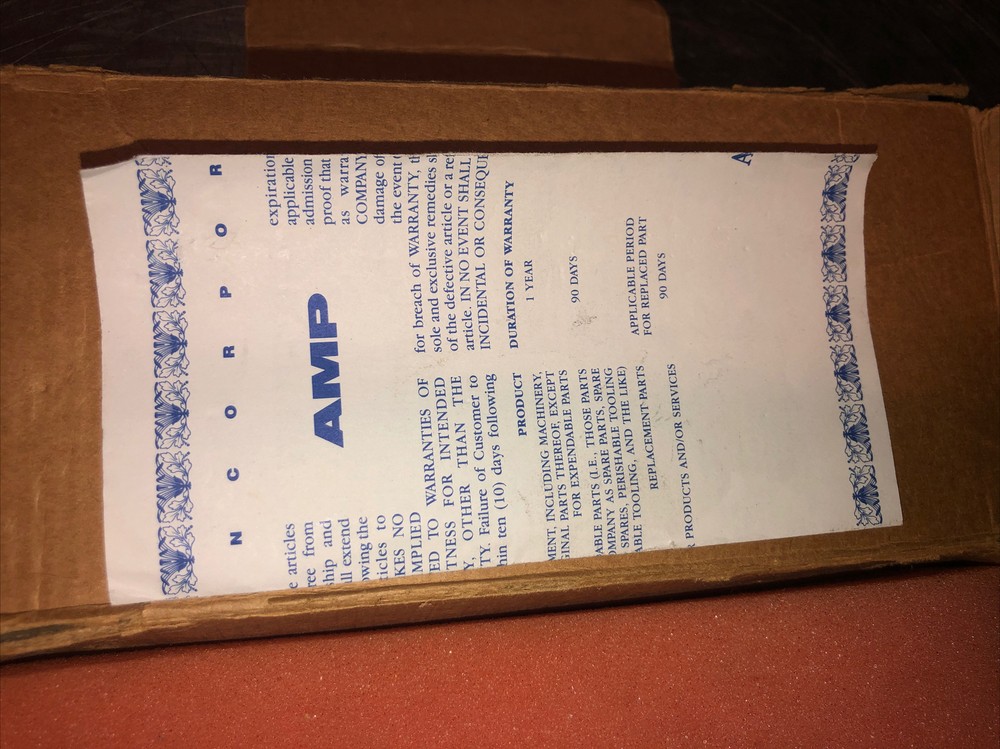 N C O R P O R
e articles
ree from
ship and
ll extend
owing the
ticles to
KES NO
MPLIED
ED TO WARRANTIES OF
TNESS FOR INTENDED
Y, OTHER THAN THE
TY. Failure of Customer to
hin ten (10) days following
AMP
expiration
applicable
admission
proof that
as warra
COMPANY
damage of
the event
for breach of WARRANTY, th
sole and exclusive remedies s
of the defective article or a re
article. IN NO EVENT SHALL
INCIDENTAL OR CONSEQUE
PRODUCT DURATION OF WARRANTY
MENT, INCLUDING MACHINERY, 1 YEAR
GINAL PARTS THEREOF, EXCEPT
FOR EXPENDABLE PARTS
ABLE PARTS (I.E., THOSE PARTS 90 DAYS
OMPANY AS SPARE PARTS, SPARE
SPARES, PERISHABLE TOOLING
ABLE TOOLING, AND THE LIKE)
REPLACEMENT PARTS APPLICABLE PERIOD
FOR REPLACED PART
R PRODUCTS AND/OR SERVICES 90 DAYS
A